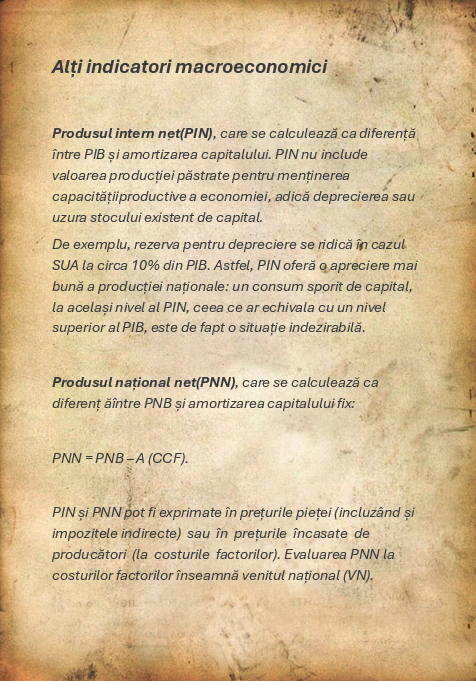 Alți indicatori macroeconomici
Produsul intern net(PIN), care se calculează ca diferență
între PIB și amortizarea capitalului. PIN nu include
valoarea producției păstrate pentru menținerea
capacitățiiproductive a economiei, adică deprecierea sau
uzura stocului existent de capital.
De exemplu, rezerva pentru depreciere se ridică în cazul
SUA la circa 10% din PIB. Astfel, PIN oferă o apreciere mai
bună a producției naționale: un consum sporit de capital,
la același nivel al PIN, ceea ce ar echivala cu un nivel
superior al PIB, este de fapt o situație indezirabilă.
Produsul național net(PNN), care se calculează ca
diferenț aîntre PNB și amortizarea capitalului fix:
PNN = PNB – A (CCF).
PIN și PNN pot fi exprimate în prețurile pieței (incluzând și
impozitele indirecte) sau în prețurile încasate de
producători (la costurile factorilor). Evaluarea PNN la
costurilor factorilor înseamnă venitul național (VN).